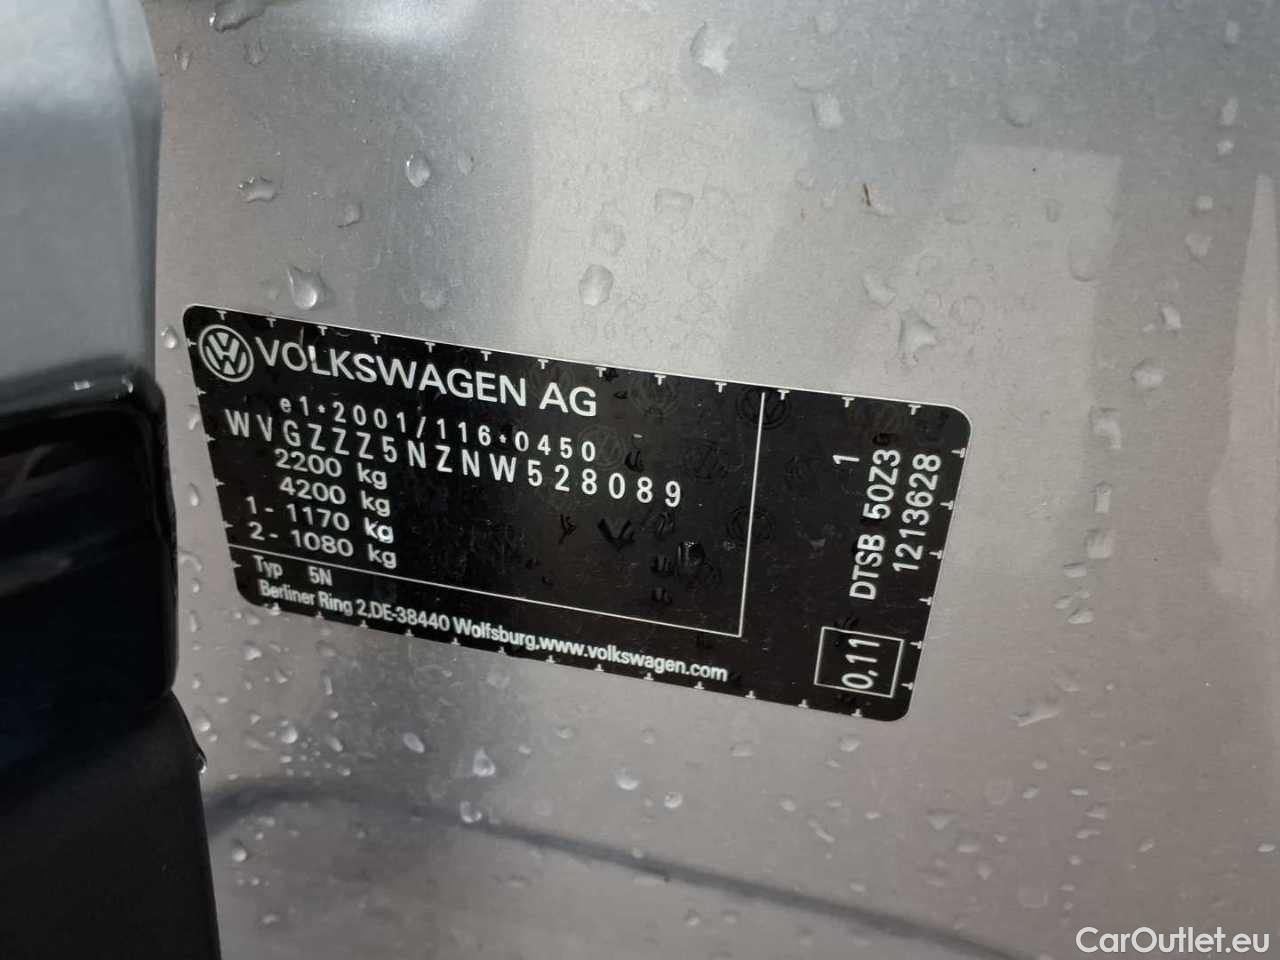 VOLKSWAGEN AG
e1*2001/116*0450
WVGZZZ5NZNW528089
2200 kg
4200 kg
1 - 1170 kg
2 - 1080 kg
Typ 5N
Berliner Ring 2,DE-38440 Wolfsburg,www.volkswagen.com
1
DTSB 50Z3
1213628
0,11
CarOutlet.eu